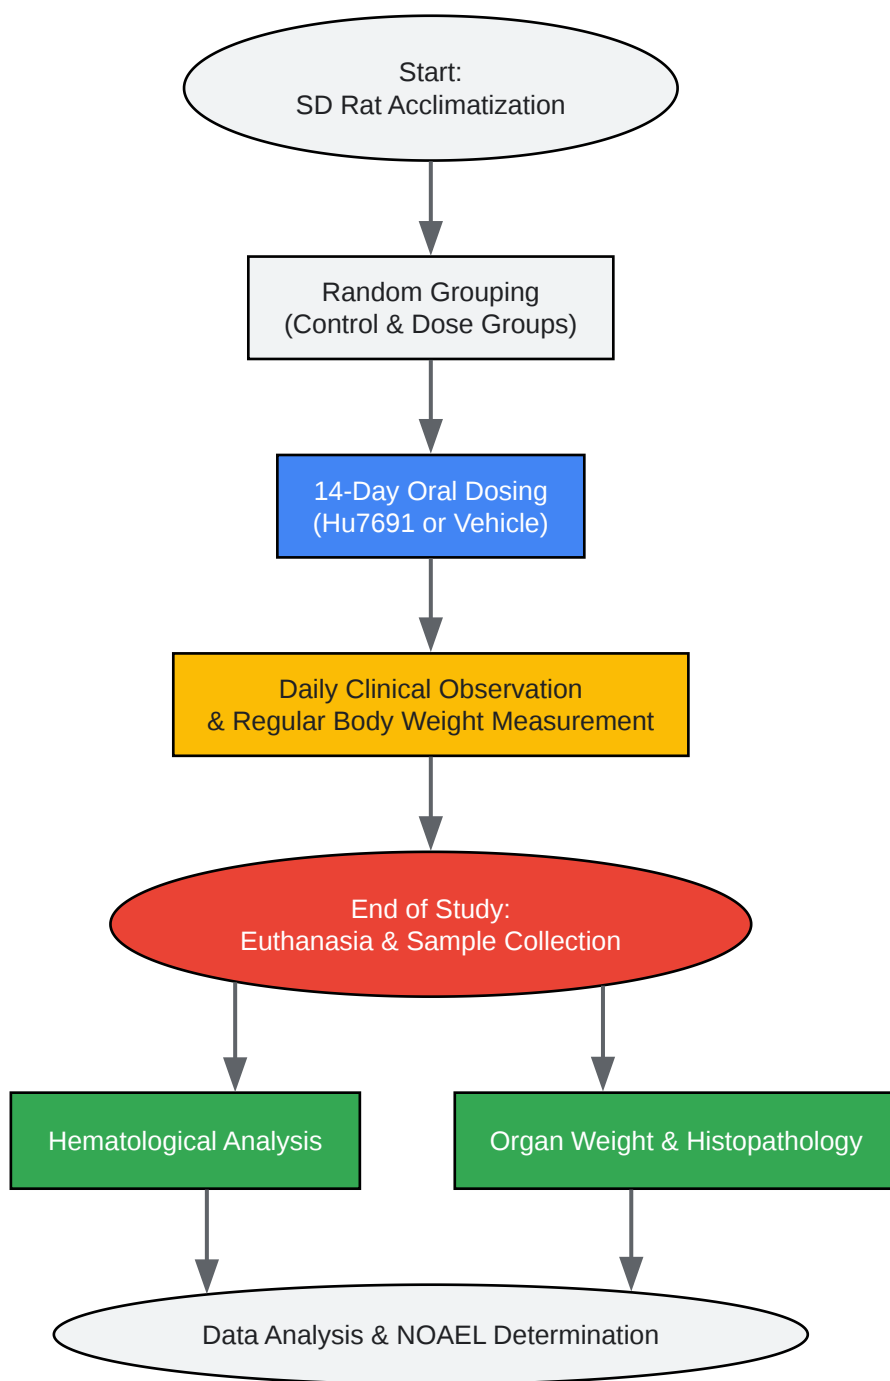 Start:
SD Rat Acclimatization
Random Grouping
(Control & Dose Groups)
14-Day Oral Dosing
(Hu7691 or Vehicle)
Daily Clinical Observation
& Regular Body Weight Measurement
End of Study:
Euthanasia & Sample Collection
Hematological Analysis
Organ Weight & Histopathology
Data Analysis & NOAEL Determination